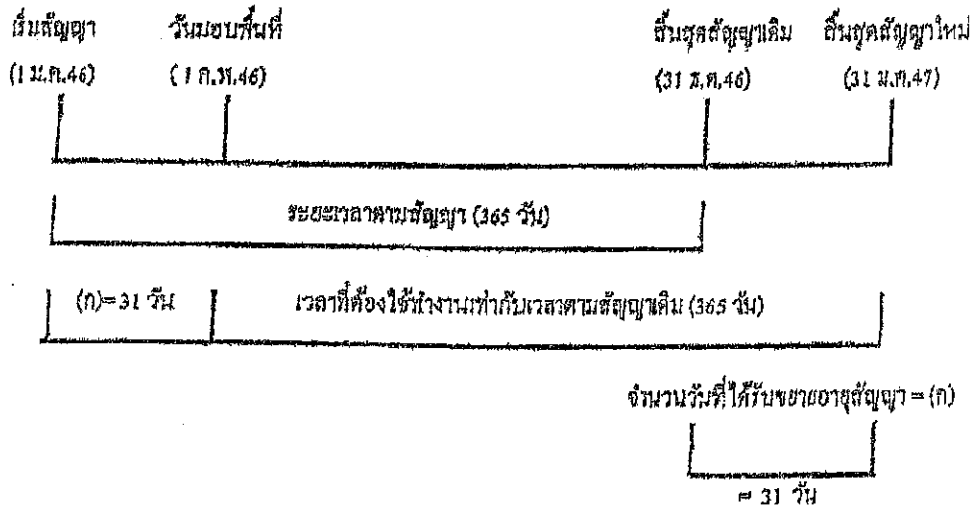 เริ่มสัญญา วันมอบพื้นที่ สิ้นสุดสัญญาเดิม สิ้นสุดสัญญาใหม่
(1 ม.ค.46) (1 ก.พ.46) (31 ธ.ค.46) (31 ม.ค.47)
ระยะเวลาตามสัญญา (365 วัน)
(ก)= 31 วัน เวลาที่ต้องใช้ทำงานเท่ากับเวลาตามสัญญาเดิม (365 วัน)
จำนวนวันที่ได้รับขยายอายุสัญญา = (ก)
= 31 วัน